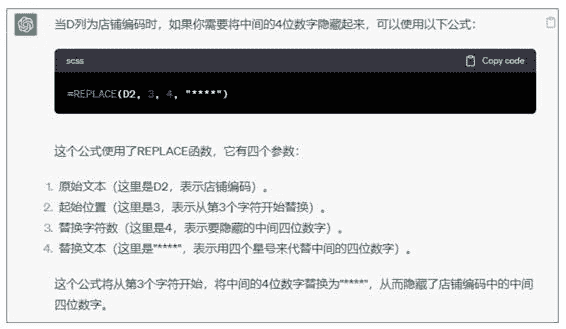 当D列为店铺编码时，如果你需要将中间的4位数字隐藏起来，可以使用以下公式：
scss
Copy code
=REPLACE(D2, 3, 4, "****")
这个公式使用了REPLACE函数，它有四个参数：
1. 原始文本（这里是D2，表示店铺编码）。
2. 起始位置（这里是3，表示从第3个字符开始替换）。
3. 替换字符数（这里是4，表示要隐藏的中间四位数字）。
4. 替换文本（这里是"****"，表示用四个星号来代替中间的四位数字）。
这个公式将从第3个字符开始，将中间的4位数字替换为"****"，从而隐藏了店铺编码中的中间
四位数字。